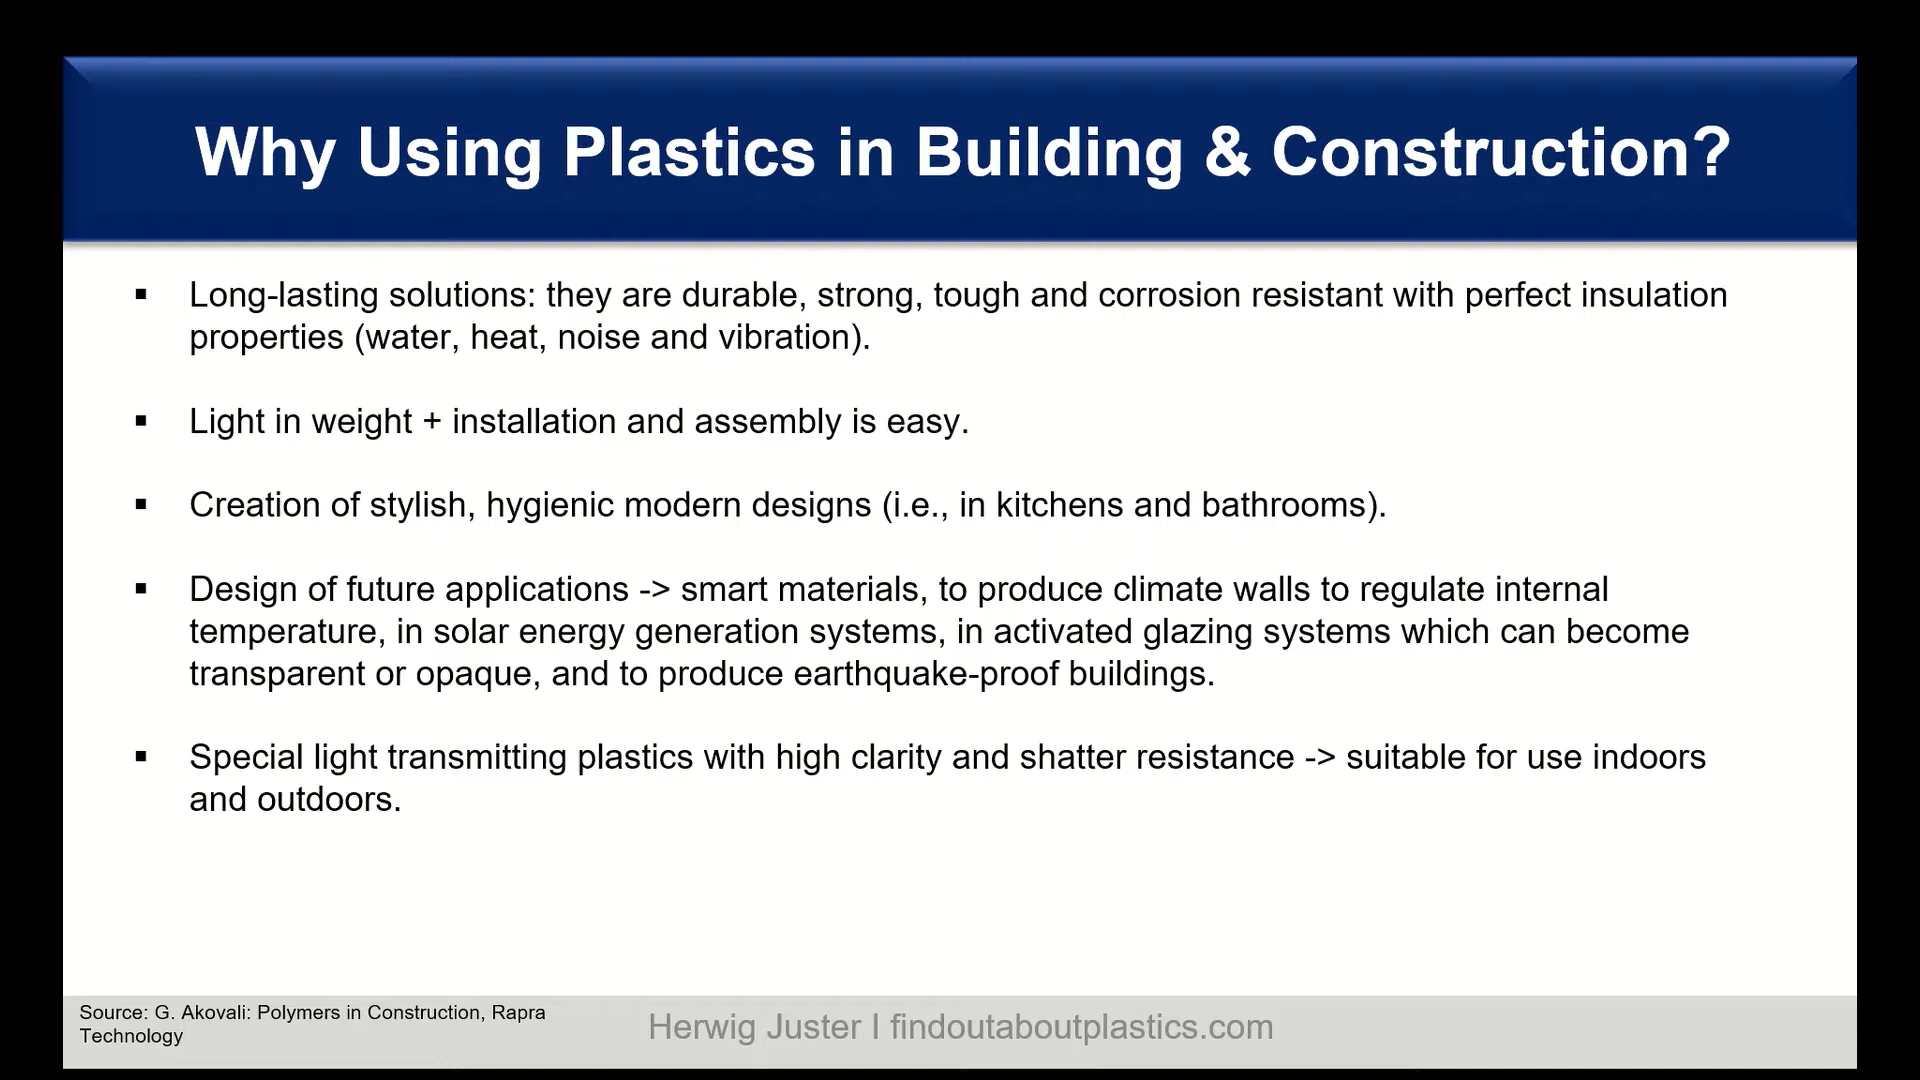 Why Using Plastics in Building & Construction?
▪ Long-lasting solutions: they are durable, strong, tough and corrosion resistant with perfect insulation
properties (water, heat, noise and vibration).
▪ Light in weight + installation and assembly is easy.
▪ Creation of stylish, hygienic modern designs (i.e., in kitchens and bathrooms).
▪ Design of future applications -> smart materials, to produce climate walls to regulate internal
temperature, in solar energy generation systems, in activated glazing systems which can become
transparent or opaque, and to produce earthquake-proof buildings.
▪ Special light transmitting plastics with high clarity and shatter resistance -> suitable for use indoors
and outdoors.
Source: G. Akovali: Polymers in Construction, Rapra
Technology
Herwig Juster I findoutaboutplastics.com